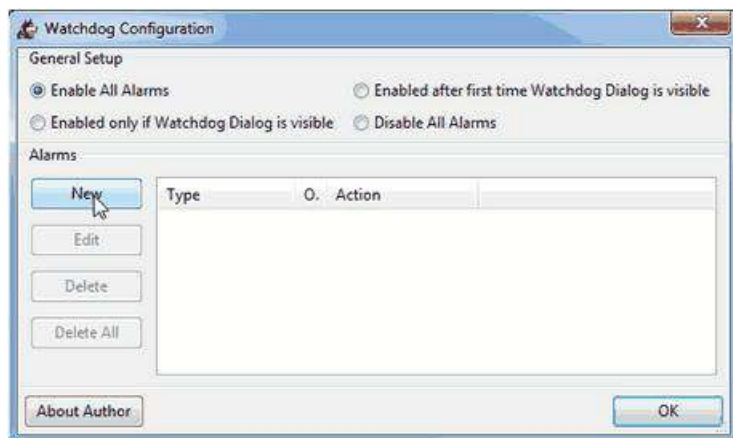 Watchdog Configuration
General Setup
Enable All Alarms
Enabled after first time Watchdog Dialog is visible
Enabled only if Watchdog Dialog is visible
Disable All Alarms
Alarms
New
Type O. Action
Edit
Delete
Delete All
About Author
OK